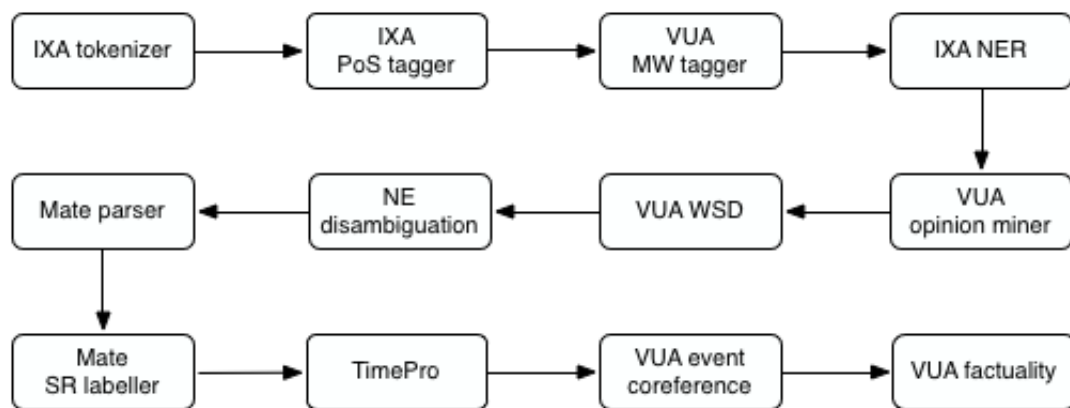 IXA tokenizer
IXA
PoS tagger
VUA
MW tagger
IXA NER
Mate parser
NE
disambiguation
VUA WSD
VUA
opinion miner
Mate
SR labeller
TimePro
VUA event
coreference
VUA factuality